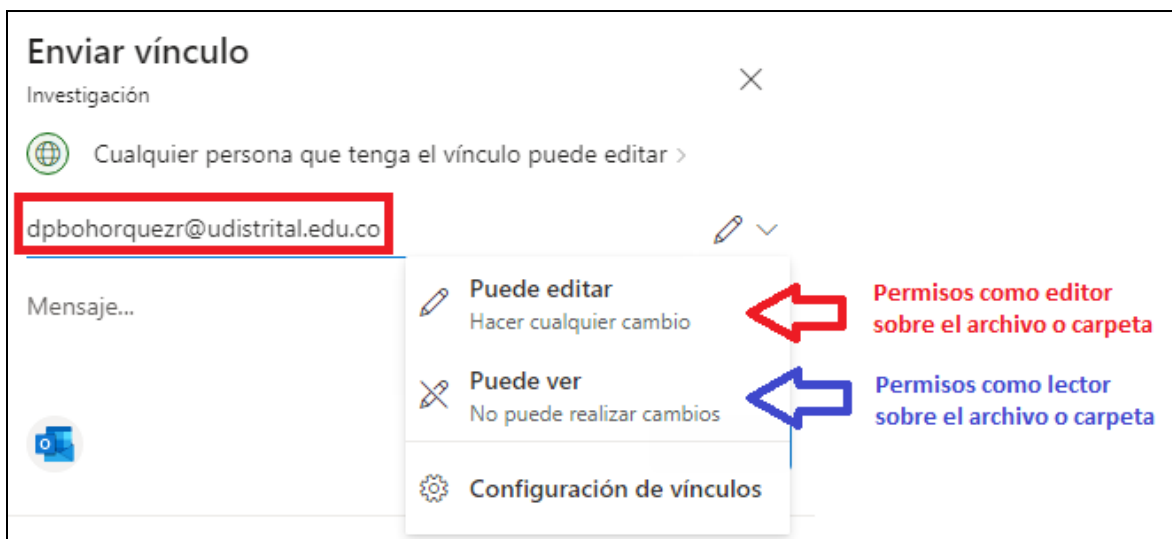 Enviar vínculo
Investigación
Cualquier persona que tenga el vínculo puede editar >
dpbohorquezr@udistrital.edu.co
Mensaje...
Puede editar
Hacer cualquier cambio
Puede ver
No puede realizar cambios
Configuración de vínculos
Permisos como editor
sobre el archivo o carpeta
Permisos como lector
sobre el archivo o carpeta